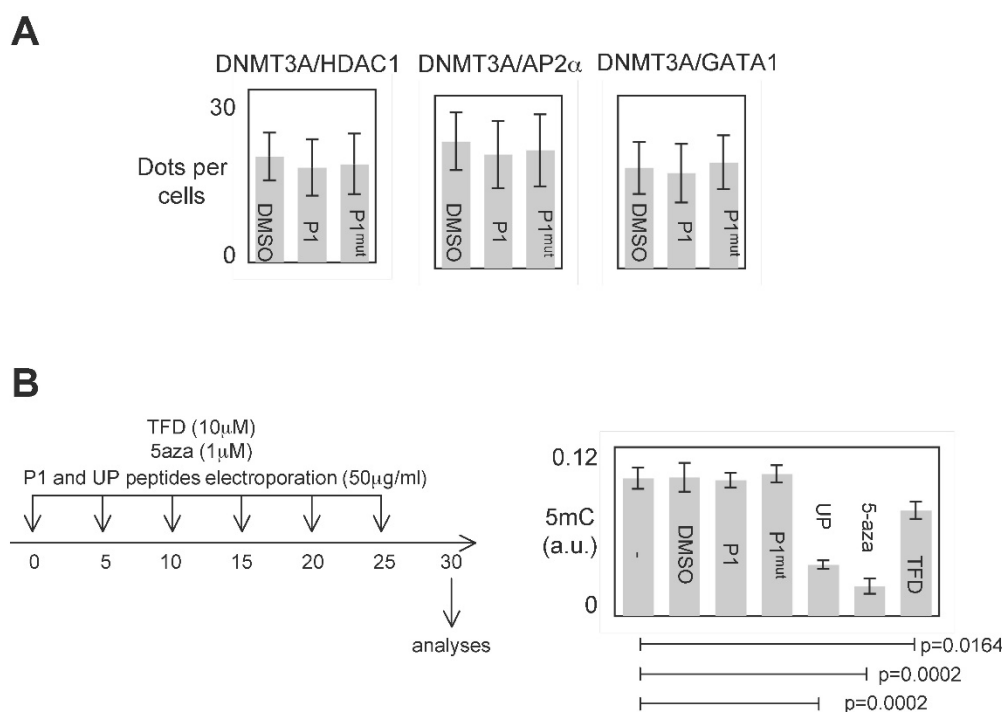 A
DNMT3A/HDAC1 DNMT3A/AP2α DNMT3A/GATA1
30
Dots per
cells
0
DMSO P1 P1mut
DMSO P1 P1mut
DMSO P1 P1mut
B
TFD (10μM)
5aza (1μM)
P1 and UP peptides electroporation (50μg/ml)
0 5 10 15 20 25 30
analyses
0.12
5mC
(a.u.)
0
- DMSO P1 P1mut UP 5-aza TFD
p=0.0164
p=0.0002
p=0.0002